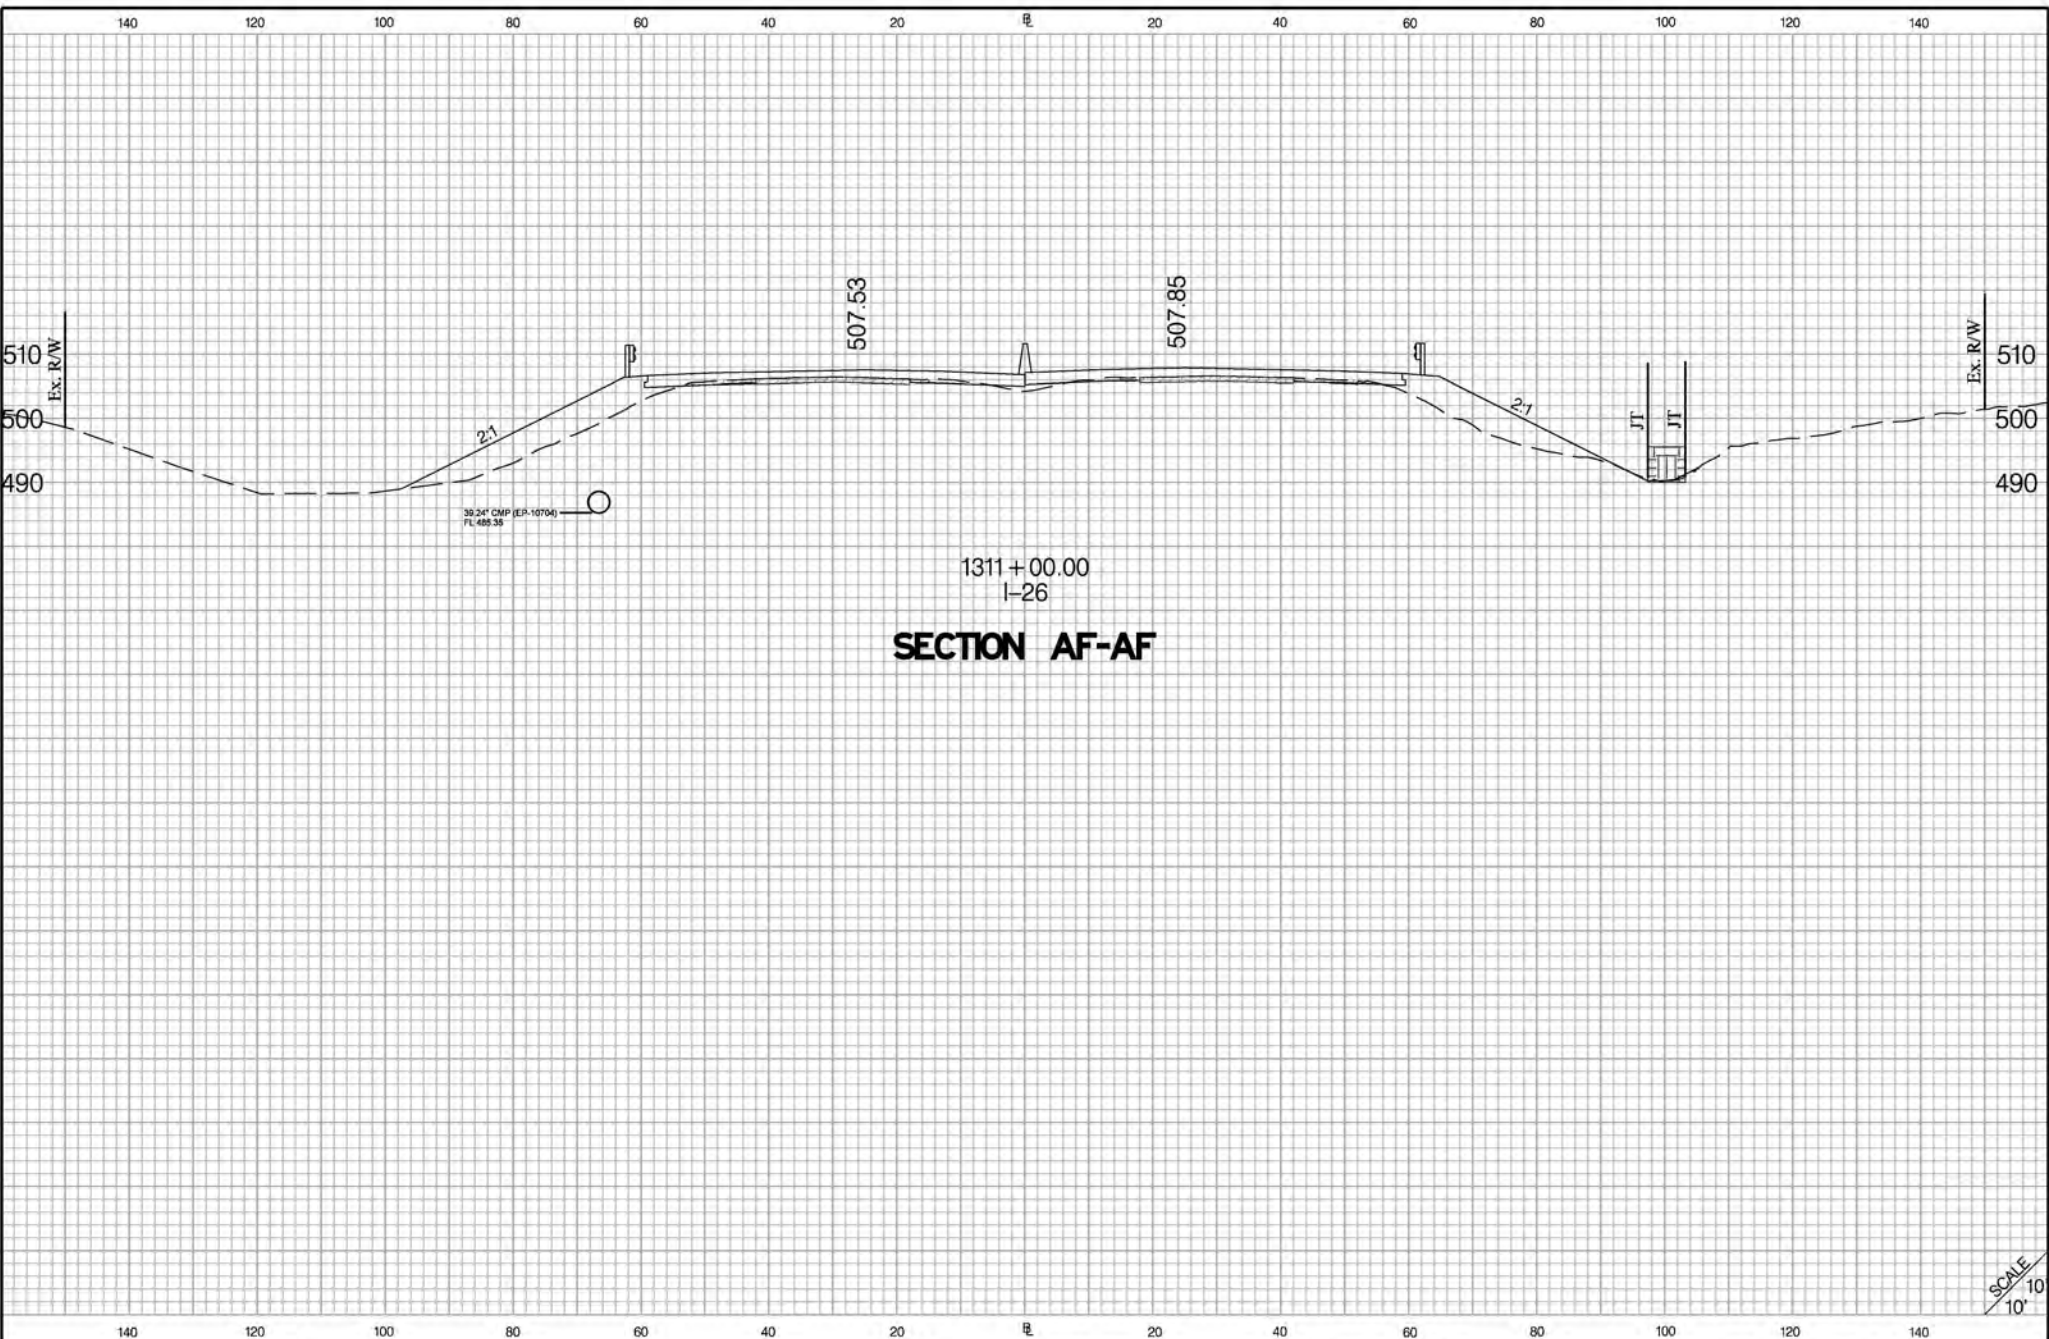 140 120 100 80 60 40 20 ℄ 20 40 60 80 100 120 140
507.53 507.85
510 Ex. R/W Ex. R/W 510
500 2:1 2:1 JT JT 500
490 490
39.24" CMP (EP-10704)
FL 485.35
1311+00.00
I-26
SECTION AF-AF
SCALE 10'
10'
140 120 100 80 60 40 20 ℄ 20 40 60 80 100 120 140